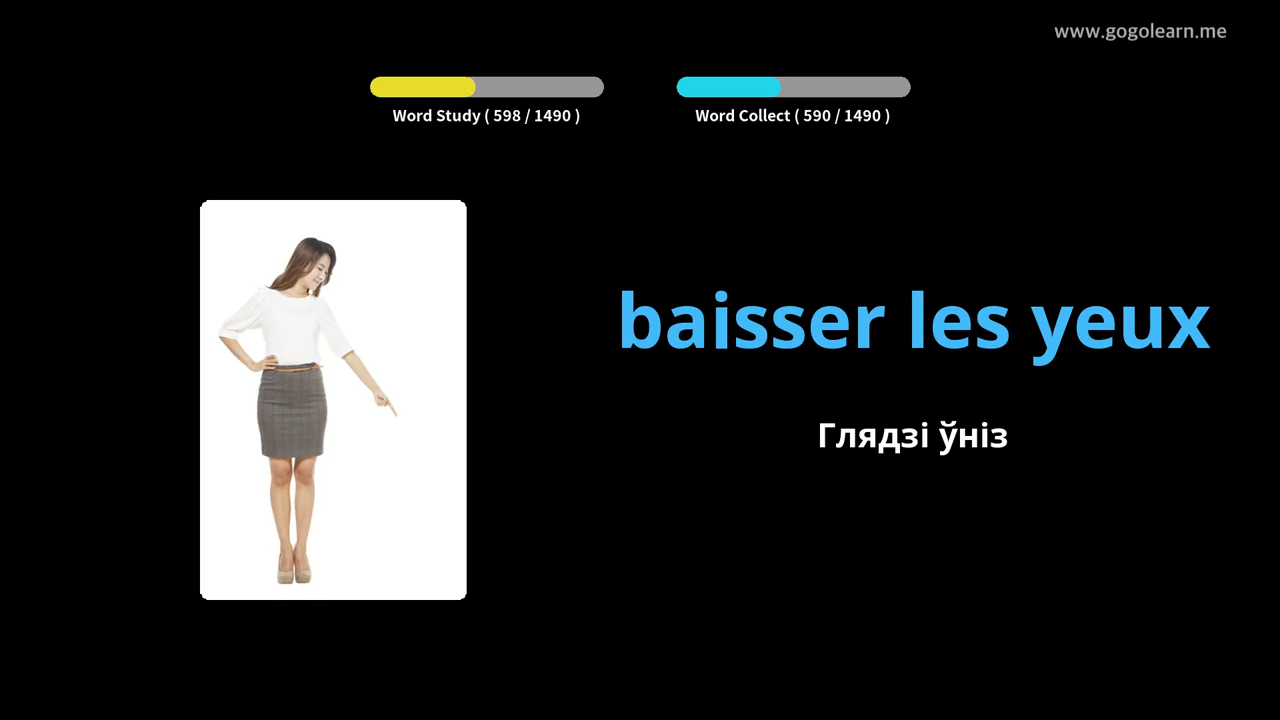 www.gogolearn.me
Word Study ( 598 / 1490 )
Word Collect ( 590 / 1490 )
baisser les yeux
Глядзі ўніз